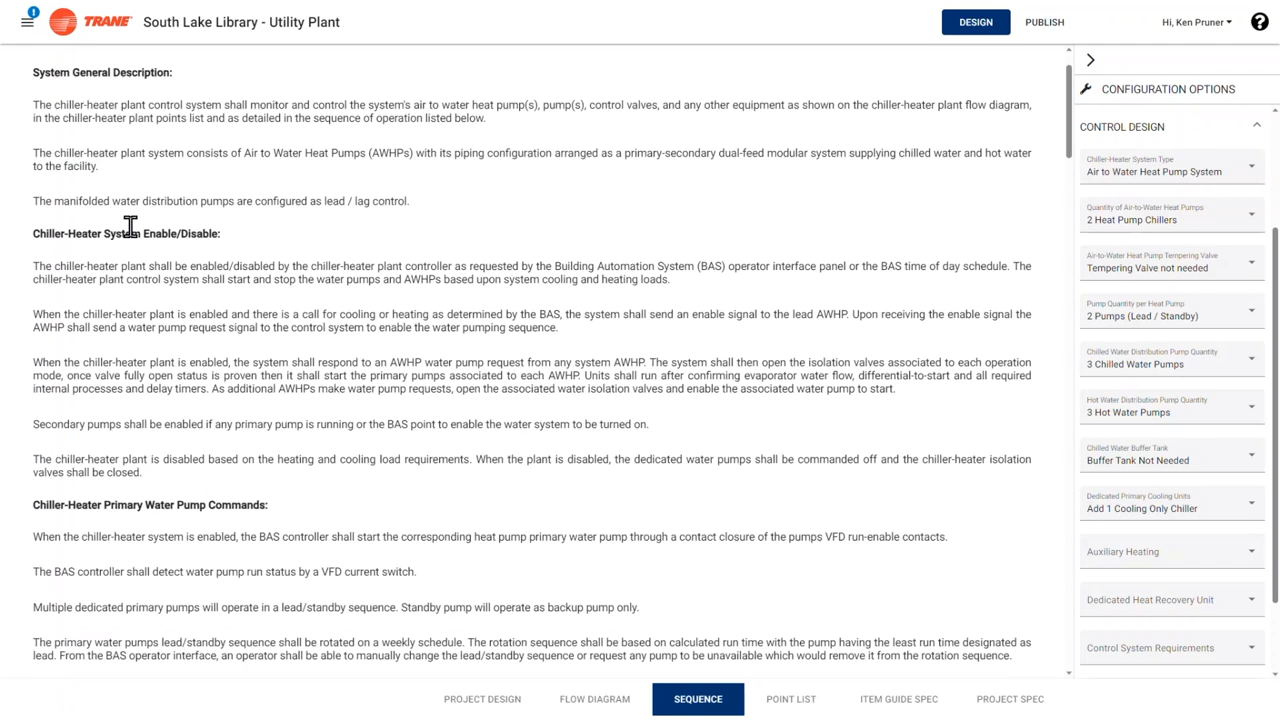 !
TRANE
South Lake Library - Utility Plant
DESIGN
PUBLISH
Hi, Ken Pruner
?
System General Description:
The chiller-heater plant control system shall monitor and control the system's air to water heat pump(s), pump(s), control valves, and any other equipment as shown on the chiller-heater plant flow diagram,
in the chiller-heater plant points list and as detailed in the sequence of operation listed below.
The chiller-heater plant system consists of Air to Water Heat Pumps (AWHPs) with its piping configuration arranged as a primary-secondary dual-feed modular system supplying chilled water and hot water
to the facility.
The manifolded water distribution pumps are configured as lead / lag control.
Chiller-Heater System Enable/Disable:
The chiller-heater plant shall be enabled/disabled by the chiller-heater plant controller as requested by the Building Automation System (BAS) operator interface panel or the BAS time of day schedule. The
chiller-heater plant control system shall start and stop the water pumps and AWHPs based upon system cooling and heating loads.
When the chiller-heater plant is enabled and there is a call for cooling or heating as determined by the BAS, the system shall send an enable signal to the lead AWHP. Upon receiving the enable signal the
AWHP shall send a water pump request signal to the control system to enable the water pumping sequence.
When the chiller-heater plant is enabled, the system shall respond to an AWHP water pump request from any system AWHP. The system shall then open the isolation valves associated to each operation
mode, once valve fully open status is proven then it shall start the primary pumps associated to each AWHP. Units shall run after confirming evaporator water flow, differential-to-start and all required
internal processes and delay timers. As additional AWHPs make water pump requests, open the associated water isolation valves and enable the associated water pump to start.
Secondary pumps shall be enabled if any primary pump is running or the BAS point to enable the water system to be turned on.
The chiller-heater plant is disabled based on the heating and cooling load requirements. When the plant is disabled, the dedicated water pumps shall be commanded off and the chiller-heater isolation
valves shall be closed.
Chiller-Heater Primary Water Pump Commands:
When the chiller-heater system is enabled, the BAS controller shall start the corresponding heat pump primary water pump through a contact closure of the pumps VFD run-enable contacts.
The BAS controller shall detect water pump run status by a VFD current switch.
Multiple dedicated primary pumps will operate in a lead/standby sequence. Standby pump will operate as backup pump only.
The primary water pumps lead/standby sequence shall be rotated on a weekly schedule. The rotation sequence shall be based on calculated run time with the pump having the least run time designated as
lead. From the BAS operator interface, an operator shall be able to manually change the lead/standby sequence or request any pump to be unavailable which would remove it from the rotation sequence.
CONFIGURATION OPTIONS
CONTROL DESIGN
Chiller-Heater System Type
Air to Water Heat Pump System
Quantity of Air-to-Water Heat Pumps
2 Heat Pump Chillers
Air-to-Water Heat Pump Tempering Valve
Tempering Valve not needed
Pump Quantity per Heat Pump
2 Pumps (Lead / Standby)
Chilled Water Distribution Pump Quantity
3 Chilled Water Pumps
Hot Water Distribution Pump Quantity
3 Hot Water Pumps
Chilled Water Buffer Tank
Buffer Tank Not Needed
Dedicated Primary Cooling Units
Add 1 Cooling Only Chiller
Auxiliary Heating
Dedicated Heat Recovery Unit
Control System Requirements
PROJECT DESIGN
FLOW DIAGRAM
SEQUENCE
POINT LIST
ITEM GUIDE SPEC
PROJECT SPEC